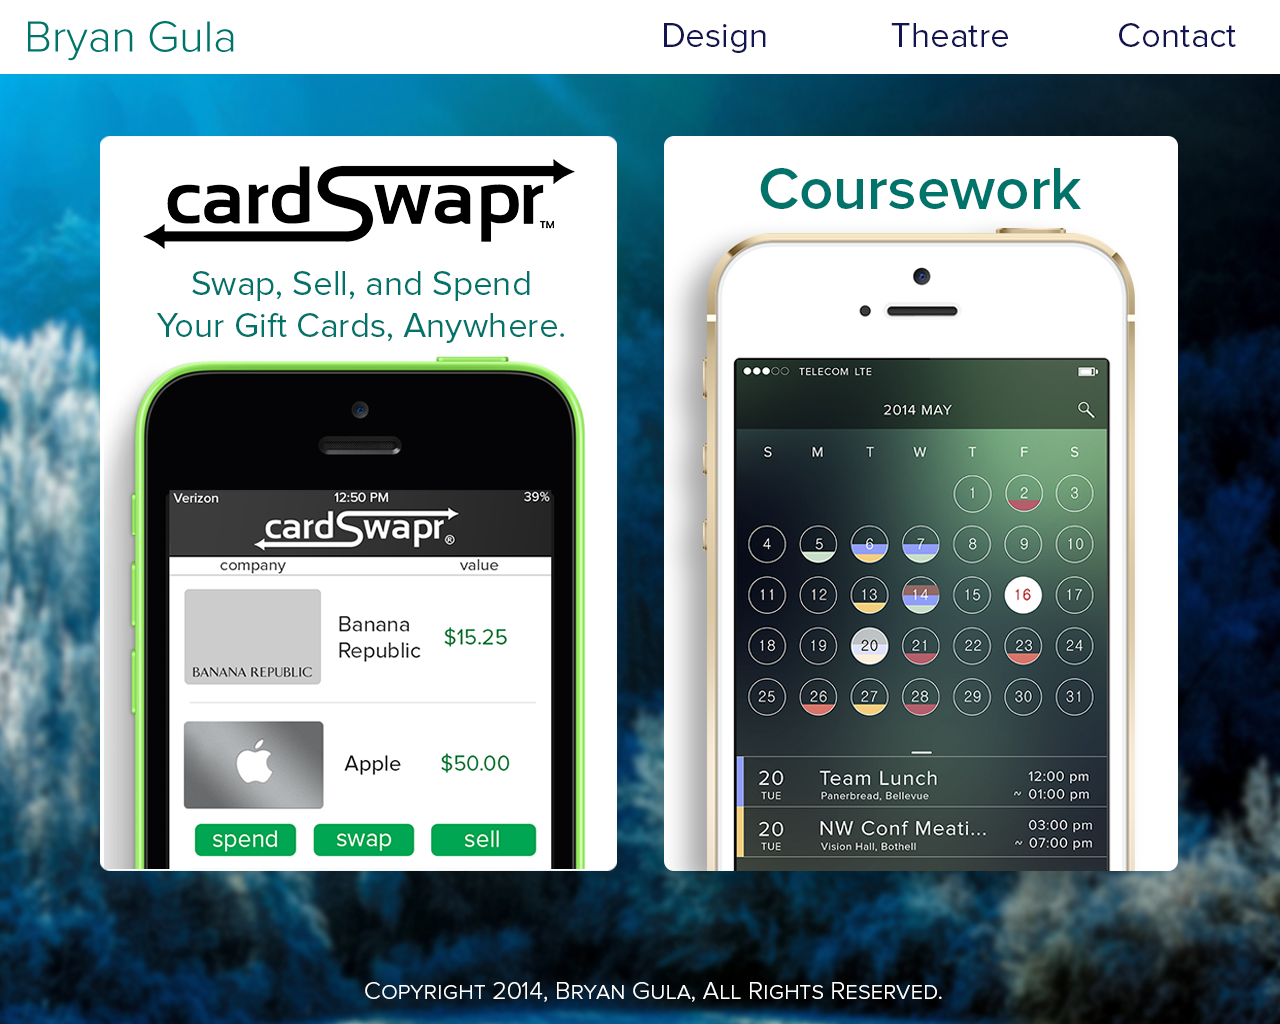 Bryan Gula
Design
Theatre
Contact
cardSwapr™
Swap, Sell, and Spend
Your Gift Cards, Anywhere.
Verizon 12:50 PM 39%
cardSwapr®
company value
Banana
Republic
$15.25
BANANA REPUBLIC
Apple
$50.00
spend swap sell
Coursework
TELECOM LTE
2014 MAY
S M T W T F S
1 2 3
4 5 6 7 8 9 10
11 12 13 14 15 16 17
18 19 20 21 22 23 24
25 26 27 28 29 30 31
20 Team Lunch 12:00 pm
TUE Panerbread, Bellevue ~ 01:00 pm
20 NW Conf Meati... 03:00 pm
TUE Vision Hall, Bothell ~ 07:00 pm
Copyright 2014, Bryan Gula, All Rights Reserved.